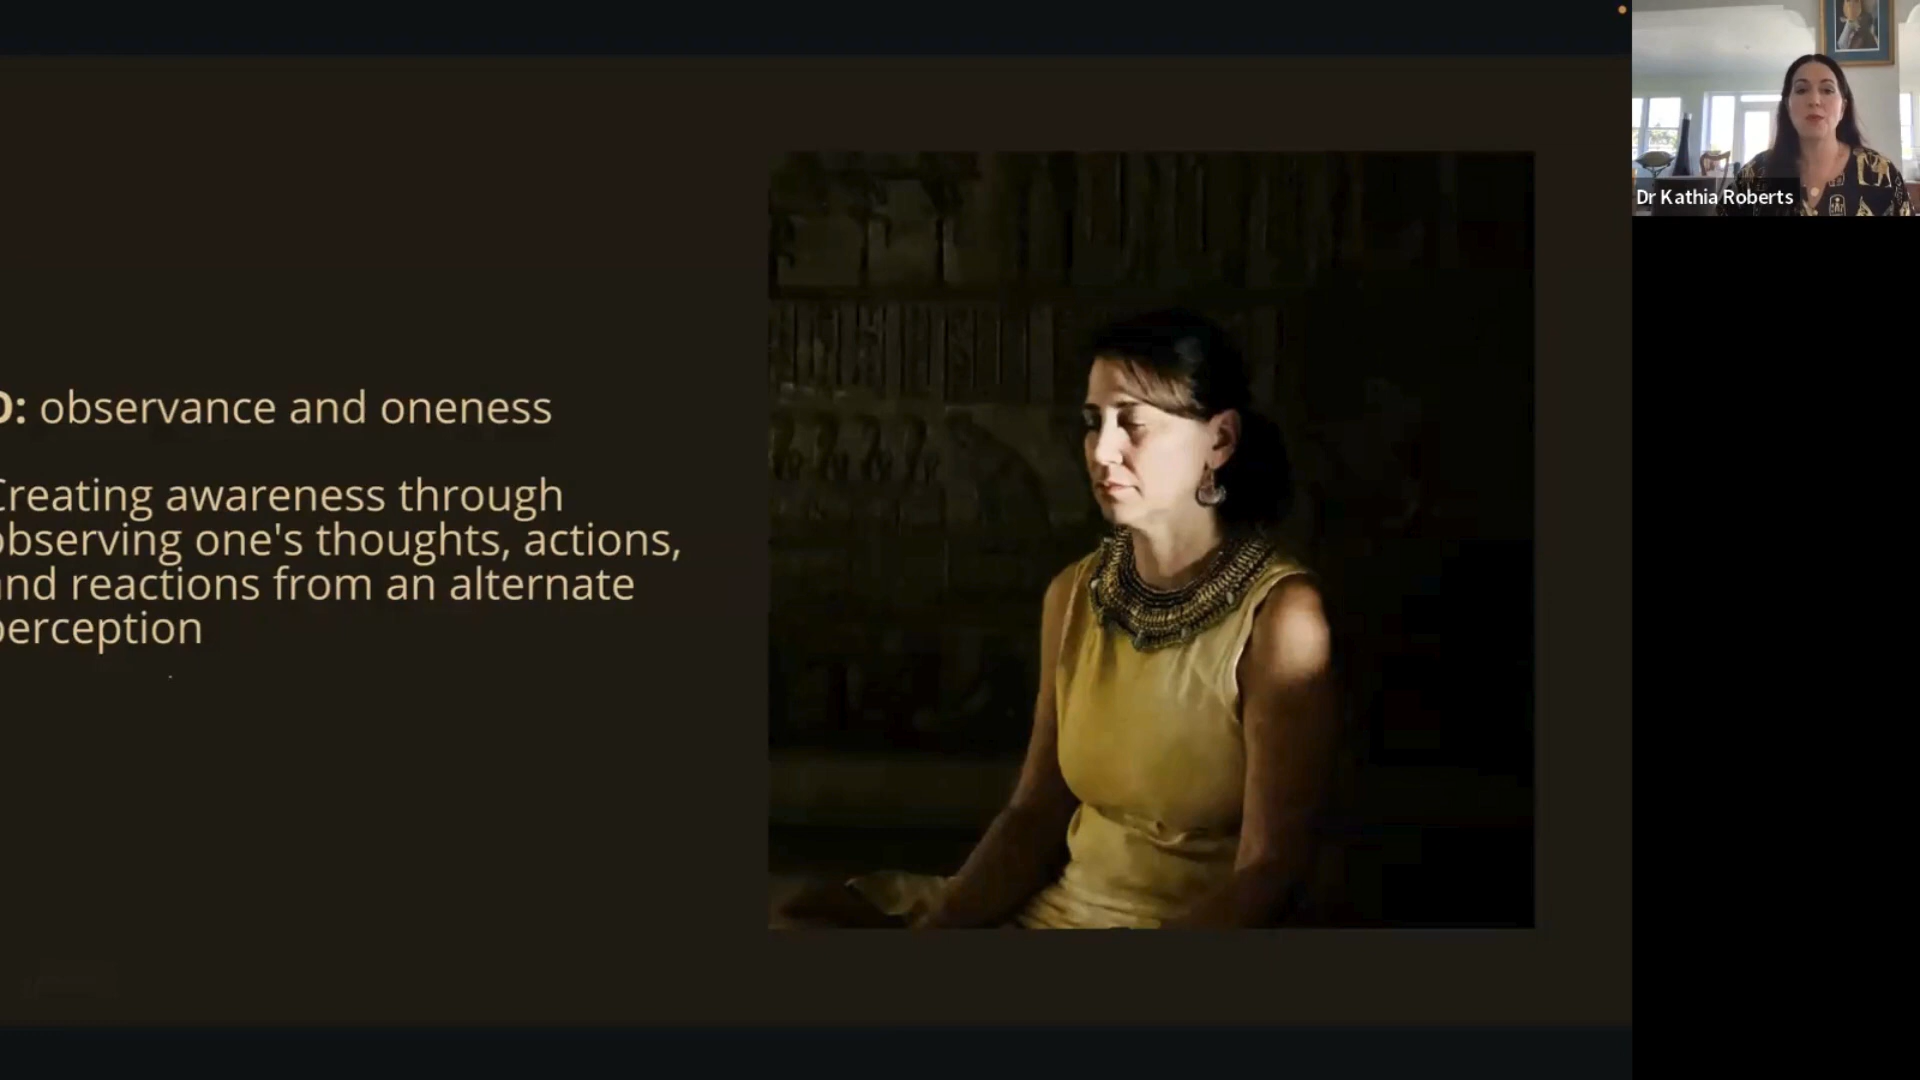 O: observance and oneness
Creating awareness through
observing one's thoughts, actions,
and reactions from an alternate
perception
Dr Kathia Roberts